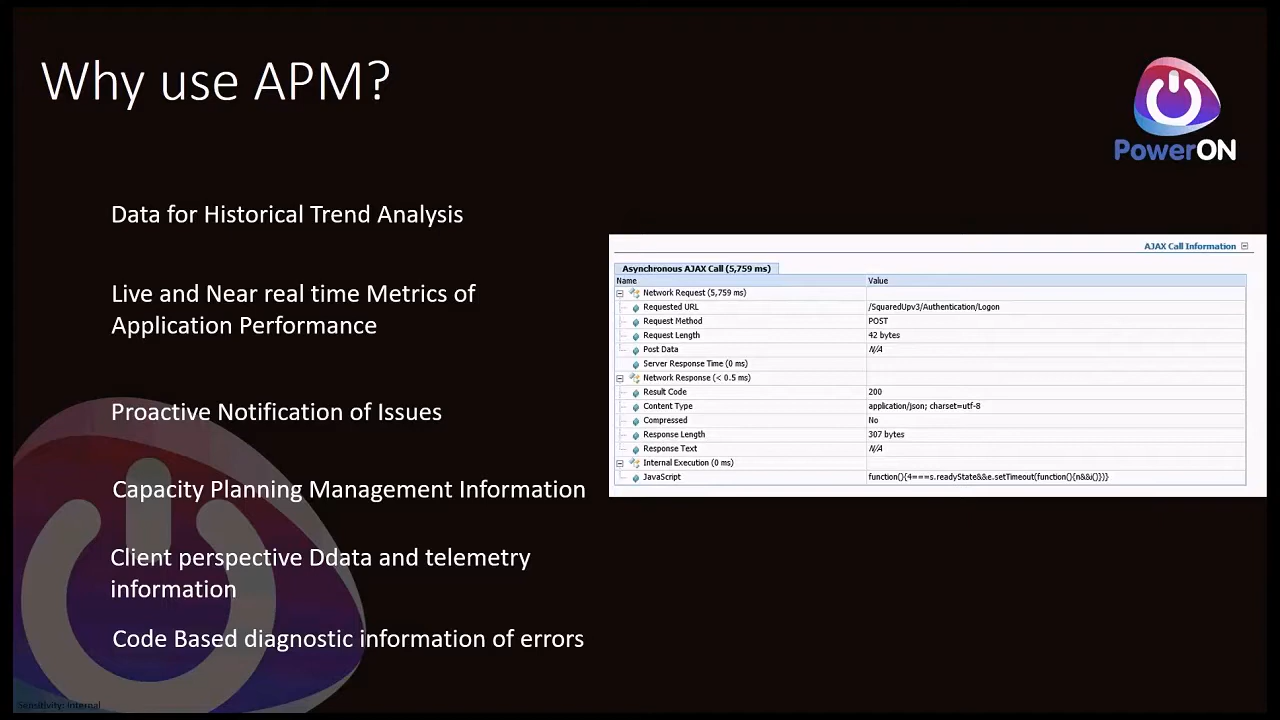 Why use APM?
PowerON
Data for Historical Trend Analysis
Live and Near real time Metrics of
Application Performance
Proactive Notification of Issues
Capacity Planning Management Information
Client perspective Ddata and telemetry
information
Code Based diagnostic information of errors
AJAX Call Information
Asynchronous AJAX Call (5,759 ms)
Name Value
Network Request (5,759 ms)
Requested URL /SquaredUpv3/Authentication/Logon
Request Method POST
Request Length 42 bytes
Post Data N/A
Server Response Time (0 ms)
Network Response (< 0.5 ms)
Result Code 200
Content Type application/json; charset=utf-8
Compressed No
Response Length 307 bytes
Response Text N/A
Internal Execution (0 ms)
JavaScript function(){4===s.readyState&&e.setTimeout(function(){n&&i()})}
Sensitivity: Internal